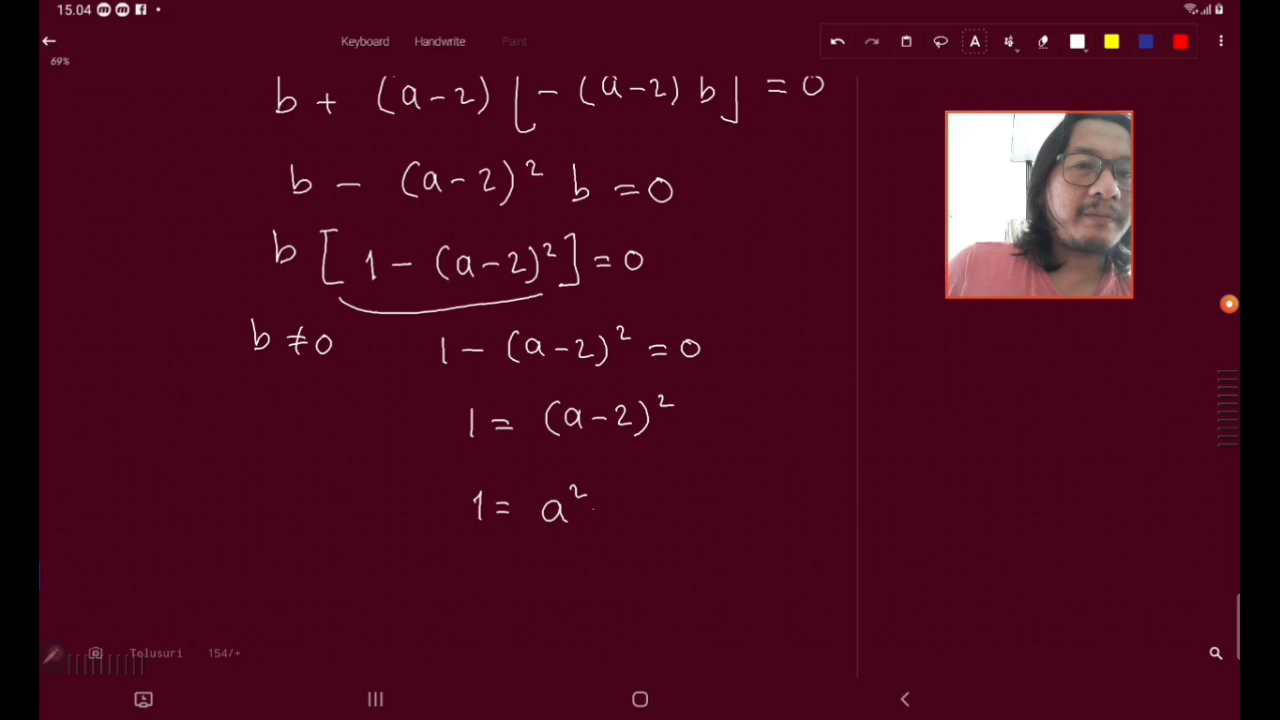 15.04
Keyboard Handwrite Paint
A
69%
b + (a-2) [-(a-2) b] = 0
b - (a-2)² b = 0
b [1 - (a-2)²] = 0
b ≠ 0 1 - (a-2)² = 0
1 = (a-2)²
1 = a²
Telusuri 154/+